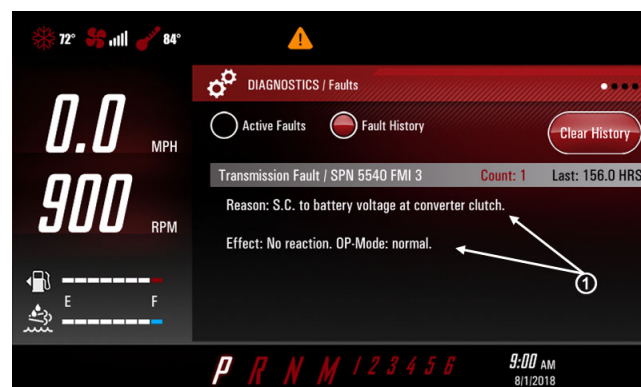 72° 84°
DIAGNOSTICS / Faults
0.0 MPH
Active Faults Fault History Clear History
Transmission Fault / SPN 5540 FMI 3 Count: 1 Last: 156.0 HRS
900 RPM
Reason: S.C. to battery voltage at converter clutch.
Effect: No reaction. OP-Mode: normal.
1
E F
P R N M 1 2 3 4 5 6
9:00 AM
8/1/2018